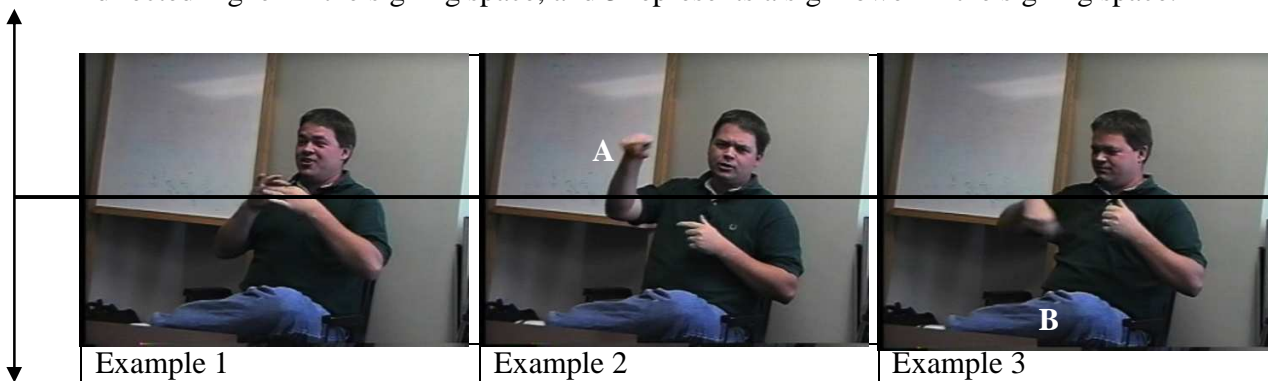 directed higher in the signing space, and
sign lower in the signing space.
A
B
Example 1
Example 2
Example 3